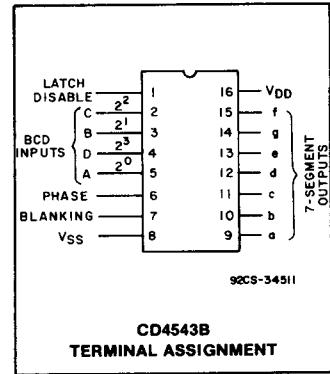 LATCH DISABLE 1 16 VDD
C 2² 2 15 f
B 2¹ 3 14 g
BCD INPUTS
D 2³ 4 13 e
A 2⁰ 5 12 d
PHASE 6 11 c
BLANKING 7 10 b
VSS 8 9 a
7-SEGMENT OUTPUTS
92CS-34511
CD4543B
TERMINAL ASSIGNMENT